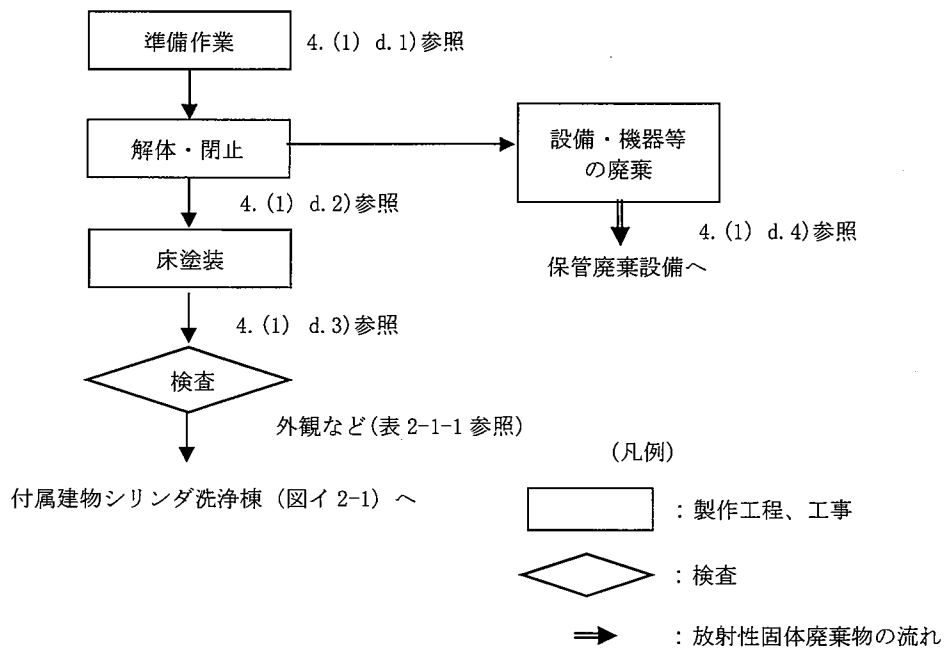 準備作業
4.(1) d.1)参照
解体・閉止
設備・機器等
の廃棄
4.(1) d.2)参照
4.(1) d.4)参照
床塗装
保管廃棄設備へ
4.(1) d.3)参照
検査
外観など(表 2-1-1 参照)
付属建物シリンダ洗浄棟（図イ 2-1）へ
(凡例)
：製作工程、工事
：検査
：放射性固体廃棄物の流れ